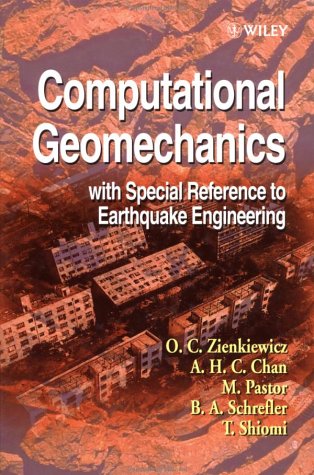 WILEY
Computational
Geomechanics
with Special Reference to
Earthquake Engineering
O. C. Zienkiewicz
A. H. C. Chan
M. Pastor
B. A. Schrefler
T. Shiomi